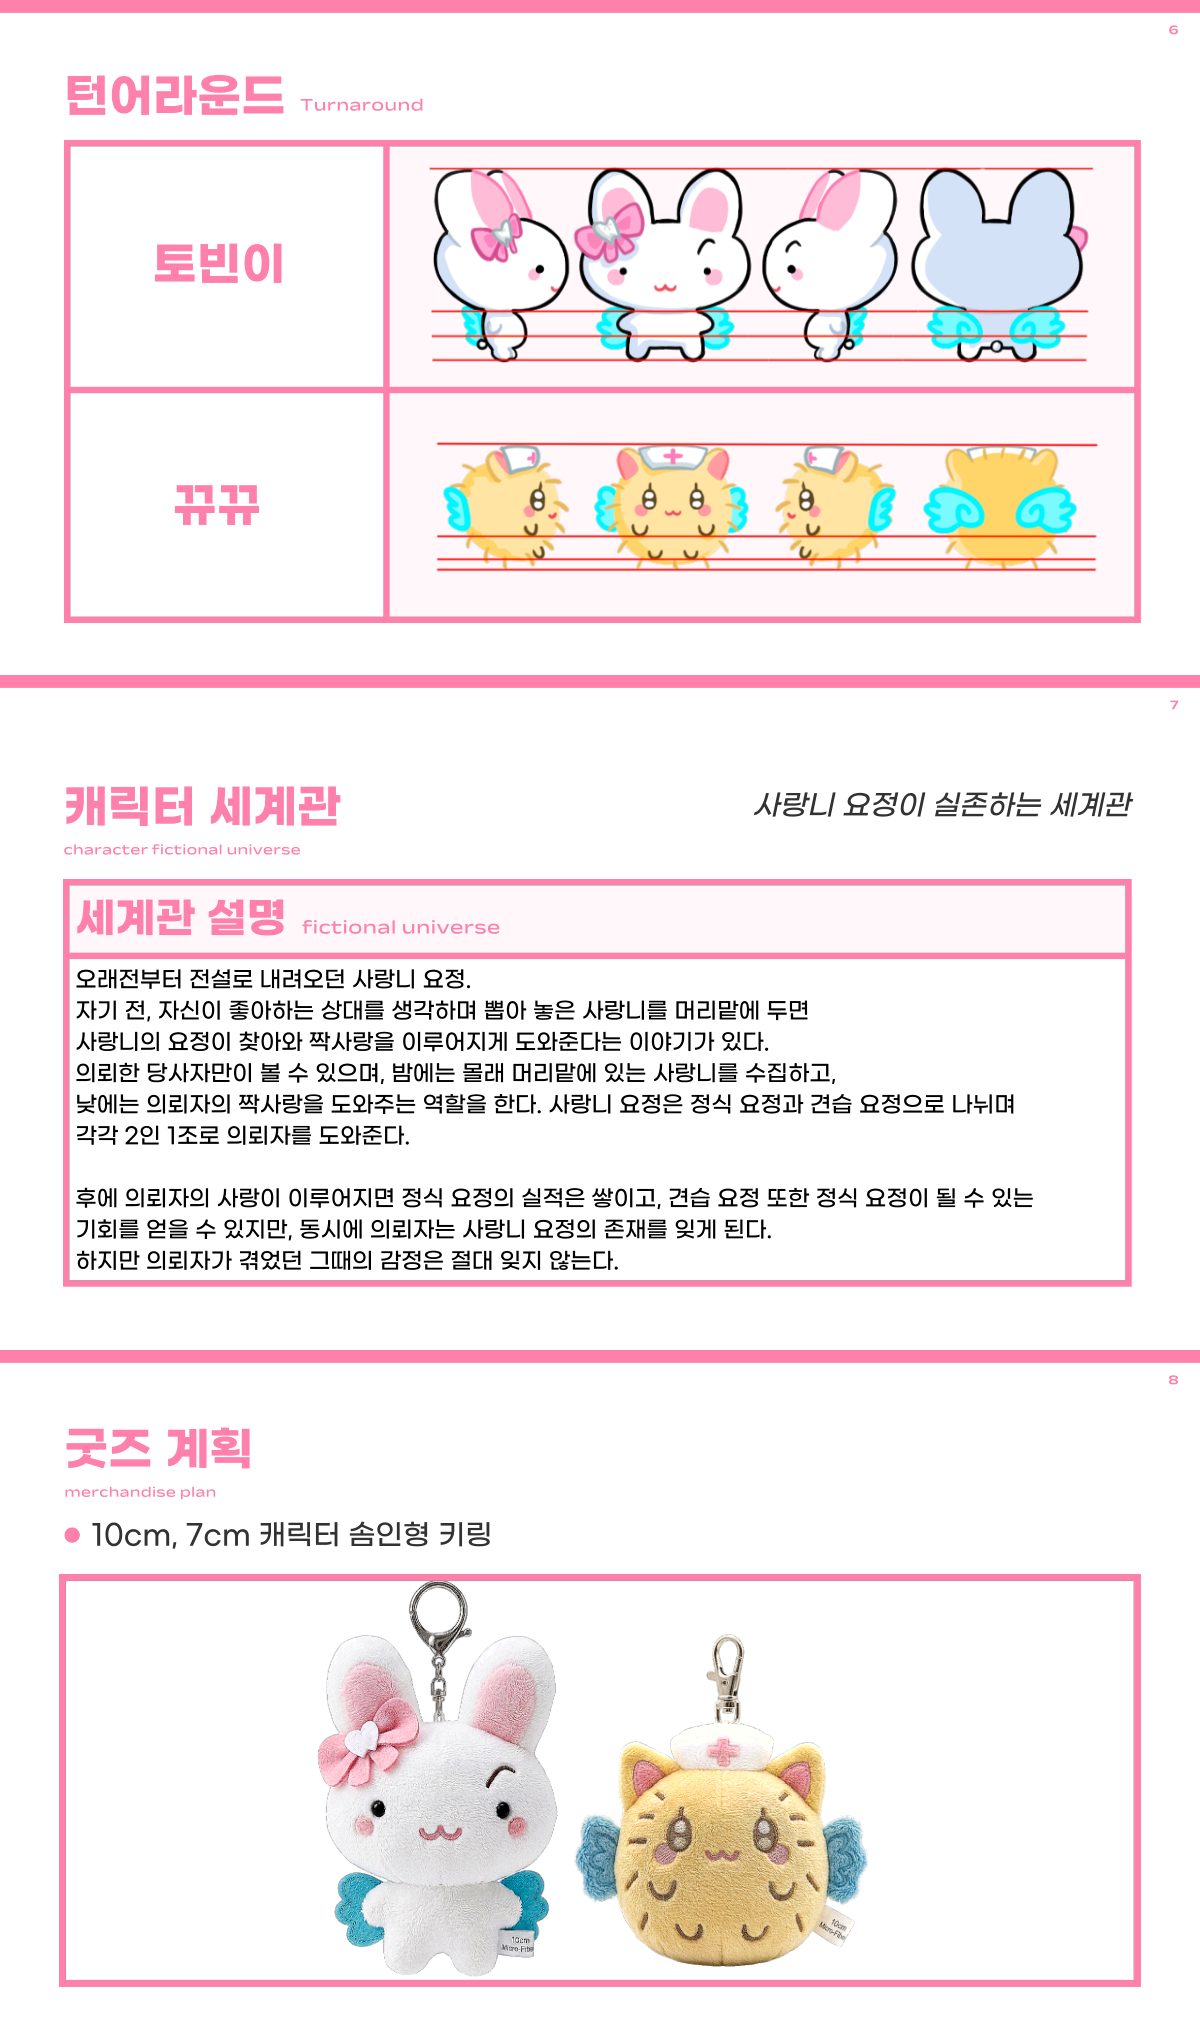 6
턴어라운드 Turnaround
토빈이
뀨뀨
7
캐릭터 세계관
사랑니 요정이 실존하는 세계관
character fictional universe
세계관 설명 fictional universe
오래전부터 전설로 내려오던 사랑니 요정.
자기 전, 자신이 좋아하는 상대를 생각하며 뽑아 놓은 사랑니를 머리맡에 두면
사랑니의 요정이 찾아와 짝사랑을 이루어지게 도와준다는 이야기가 있다.
의뢰한 당사자만이 볼 수 있으며, 밤에는 몰래 머리맡에 있는 사랑니를 수집하고,
낮에는 의뢰자의 짝사랑을 도와주는 역할을 한다. 사랑니 요정은 정식 요정과 견습 요정으로 나뉘며
각각 2인 1조로 의뢰자를 도와준다.
후에 의뢰자의 사랑이 이루어지면 정식 요정의 실적은 쌓이고, 견습 요정 또한 정식 요정이 될 수 있는
기회를 얻을 수 있지만, 동시에 의뢰자는 사랑니 요정의 존재를 잊게 된다.
하지만 의뢰자가 겪었던 그때의 감정은 절대 잊지 않는다.
8
굿즈 계획
merchandise plan
10cm, 7cm 캐릭터 솜인형 키링
10cm
Micro-Fibe
10cm
Micro-Fibe